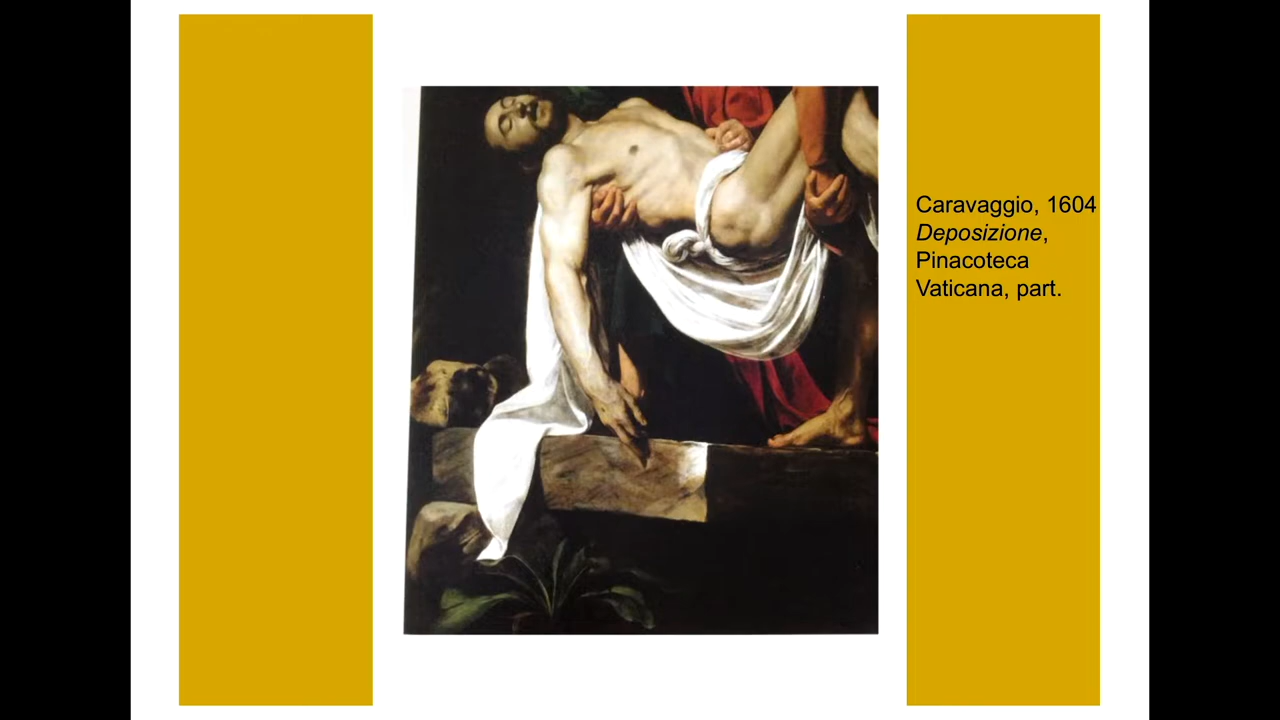 Caravaggio, 1604
Deposizione,
Pinacoteca
Vaticana, part.